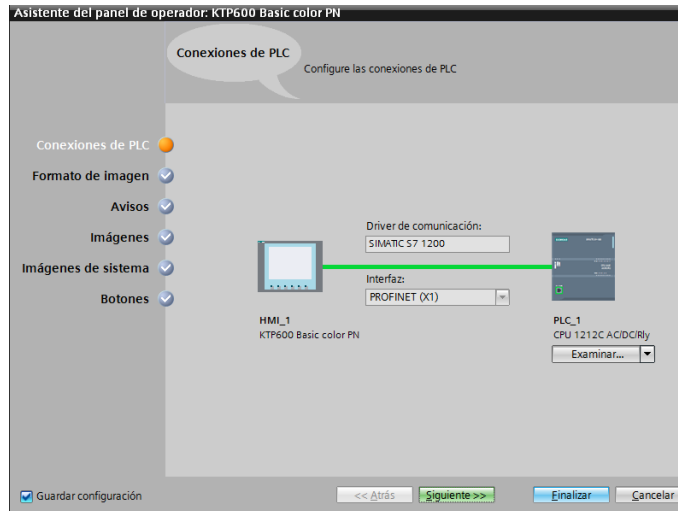 Asistente del panel de operador: KTP600 Basic color PN
Conexiones de PLC
Configure las conexiones de PLC
Conexiones de PLC
Formato de imagen
Avisos
Imágenes
Imágenes de sistema
Botones
Driver de comunicación:
SIMATIC S7 1200
Interfaz:
PROFINET (X1)
HMI_1
KTP600 Basic color PN
PLC_1
CPU 1212C AC/DC/Rly
Examinar...
Guardar configuración
<< Atrás
Siguiente >>
Finalizar
Cancelar